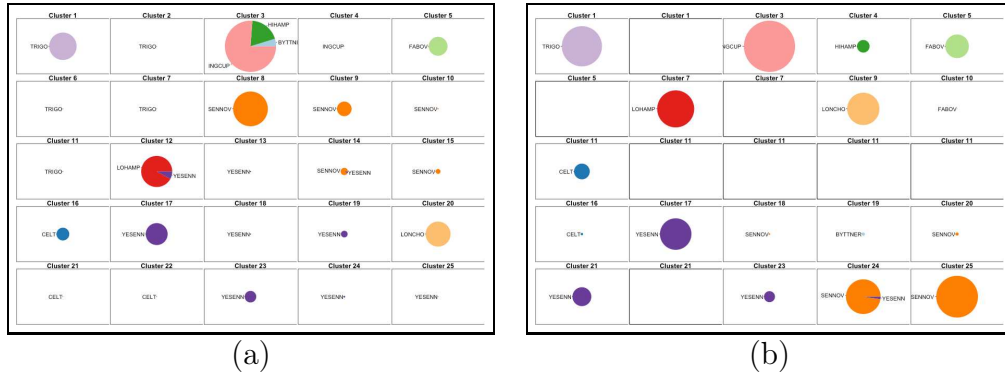 Cluster 1 Cluster 2 Cluster 3 Cluster 4 Cluster 5
TRIGO TRIGO HIHAMP BYTTNER INGCUP INGCUP FABOV
Cluster 6 Cluster 7 Cluster 8 Cluster 9 Cluster 10
TRIGO TRIGO SENNOV SENNOV SENNOV
Cluster 11 Cluster 12 Cluster 13 Cluster 14 Cluster 15
TRIGO LOHAMP YESENN YESENN SENNOV YESENN SENNOV
Cluster 16 Cluster 17 Cluster 18 Cluster 19 Cluster 20
CELT YESENN YESENN YESENN LONCHO
Cluster 21 Cluster 22 Cluster 23 Cluster 24 Cluster 25
CELT CELT YESENN YESENN YESENN
(a)
Cluster 1 Cluster 1 Cluster 3 Cluster 4 Cluster 5
TRIGO INGCUP HIHAMP FABOV
Cluster 5 Cluster 7 Cluster 7 Cluster 9 Cluster 10
LOHAMP LONCHO FABOV
Cluster 11 Cluster 11 Cluster 11 Cluster 11 Cluster 11
CELT
Cluster 16 Cluster 17 Cluster 18 Cluster 19 Cluster 20
CELT YESENN SENNOV BYTTNER SENNOV
Cluster 21 Cluster 21 Cluster 23 Cluster 24 Cluster 25
YESENN YESENN SENNOV YESENN SENNOV
(b)